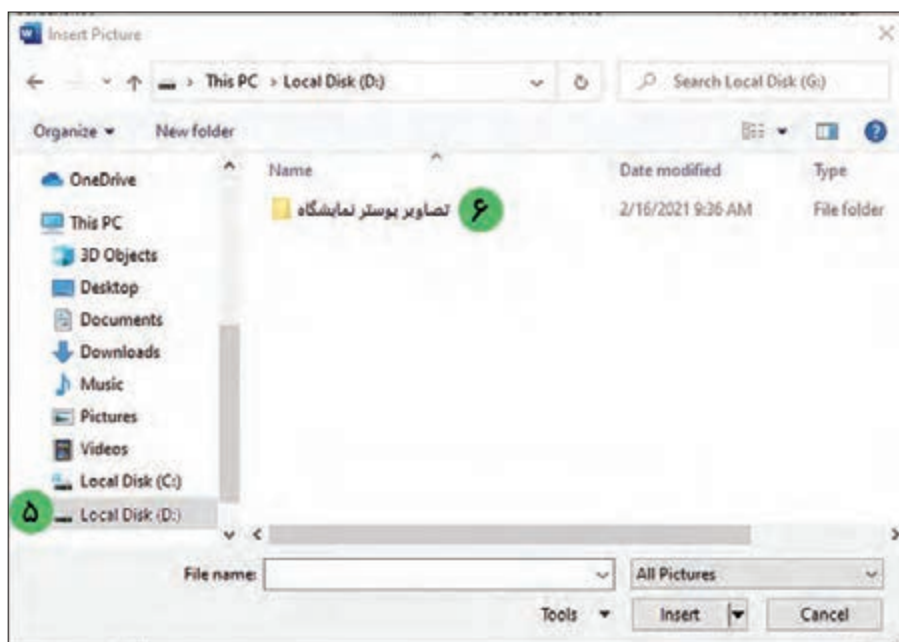 Insert Picture
This PC > Local Disk (D:)
Search Local Disk (G:)
Organize
New folder
Name
Date modified
Type
OneDrive
تصاویر پوستر نمایشگاه
۶
2/16/2021 9:36 AM
File folder
This PC
3D Objects
Desktop
Documents
Downloads
Music
Pictures
Videos
Local Disk (C:)
۵
Local Disk (D:)
File name:
All Pictures
Tools
Insert
Cancel